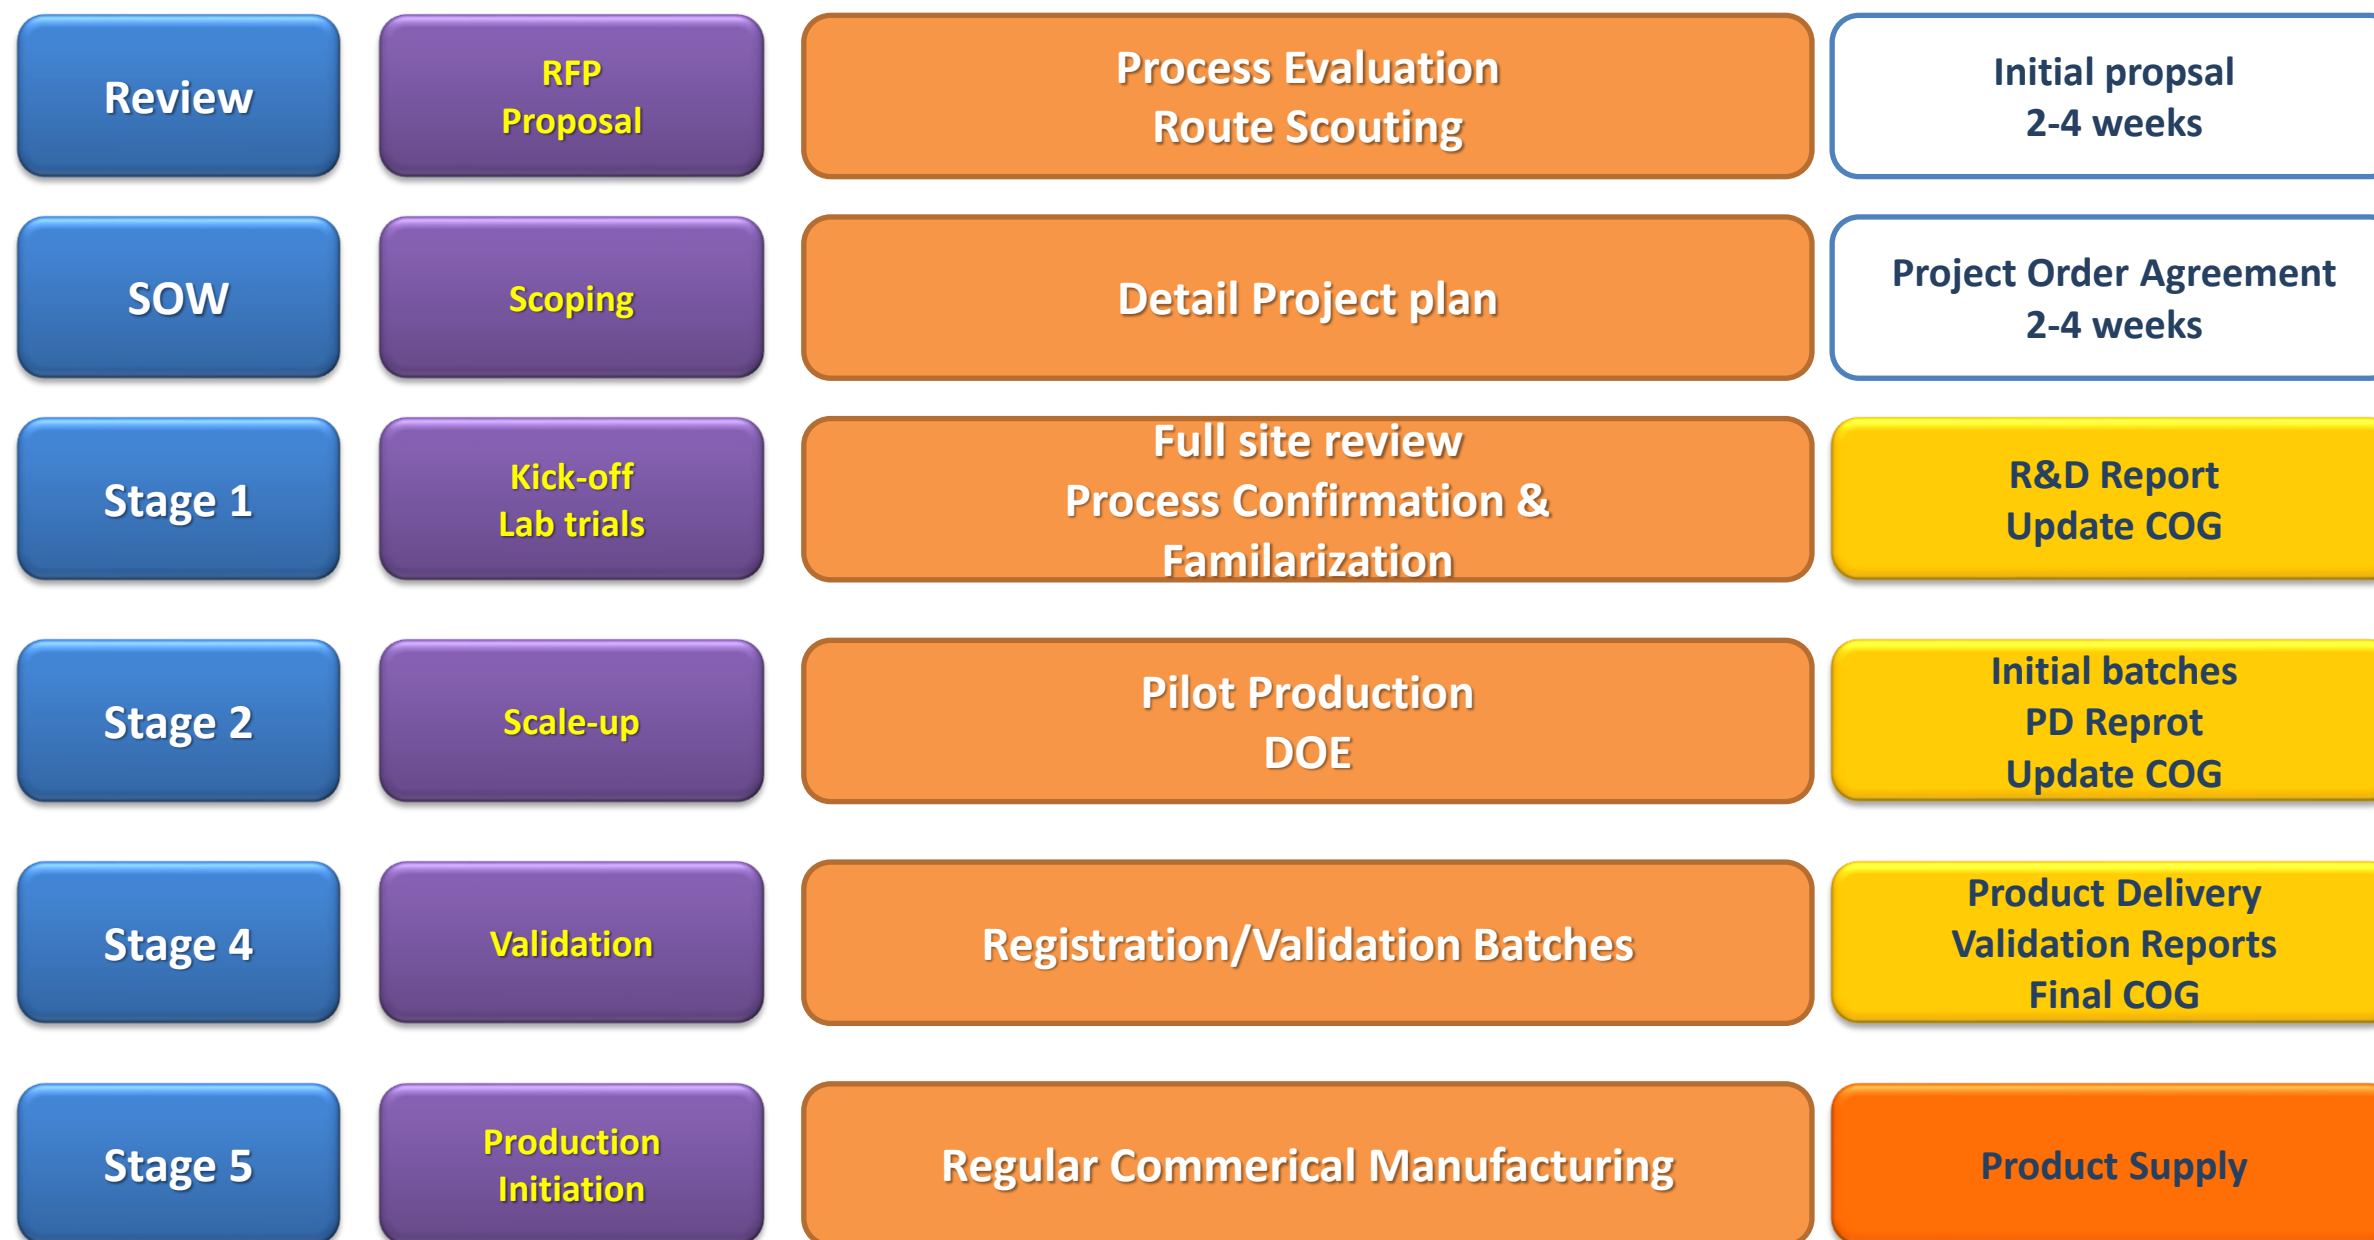 Review
RFP
Proposal
Process Evaluation
Route Scouting
Initial propsal
2-4 weeks
SOW
Scoping
Detail Project plan
Project Order Agreement
2-4 weeks
Stage 1
Kick-off
Lab trials
Full site review
Process Confirmation &
Familarization
R&D Report
Update COG
Stage 2
Scale-up
Pilot Production
DOE
Initial batches
PD Reprot
Update COG
Stage 4
Validation
Registration/Validation Batches
Product Delivery
Validation Reports
Final COG
Stage 5
Production
Initiation
Regular Commerical Manufacturing
Product Supply